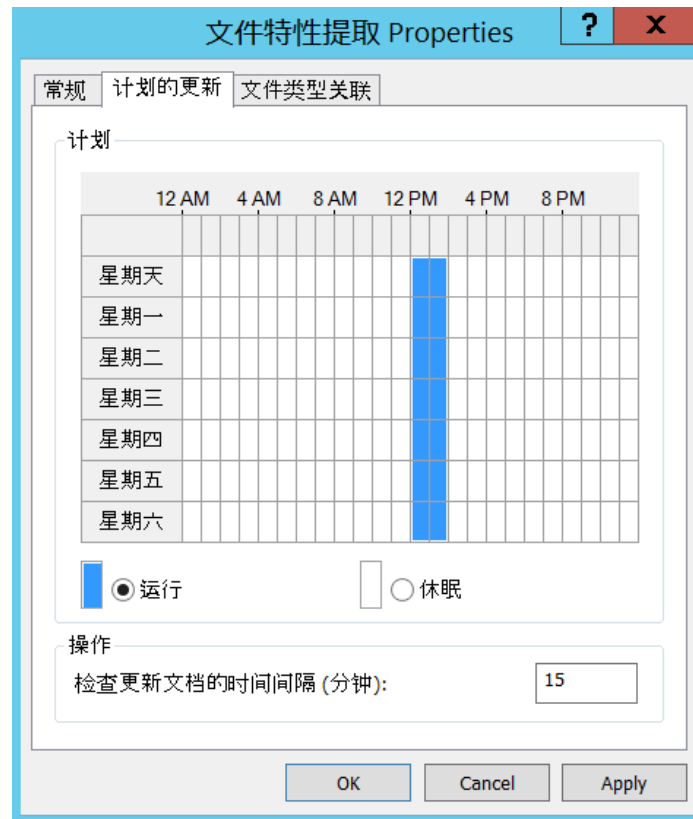 文件特性提取 Properties
? X
常规 计划的更新 文件类型关联
计划
12 AM 4 AM 8 AM 12 PM 4 PM 8 PM
星期天
星期一
星期二
星期三
星期四
星期五
星期六
运行 休眠
操作
检查更新文档的时间间隔 (分钟): 15
OK Cancel Apply